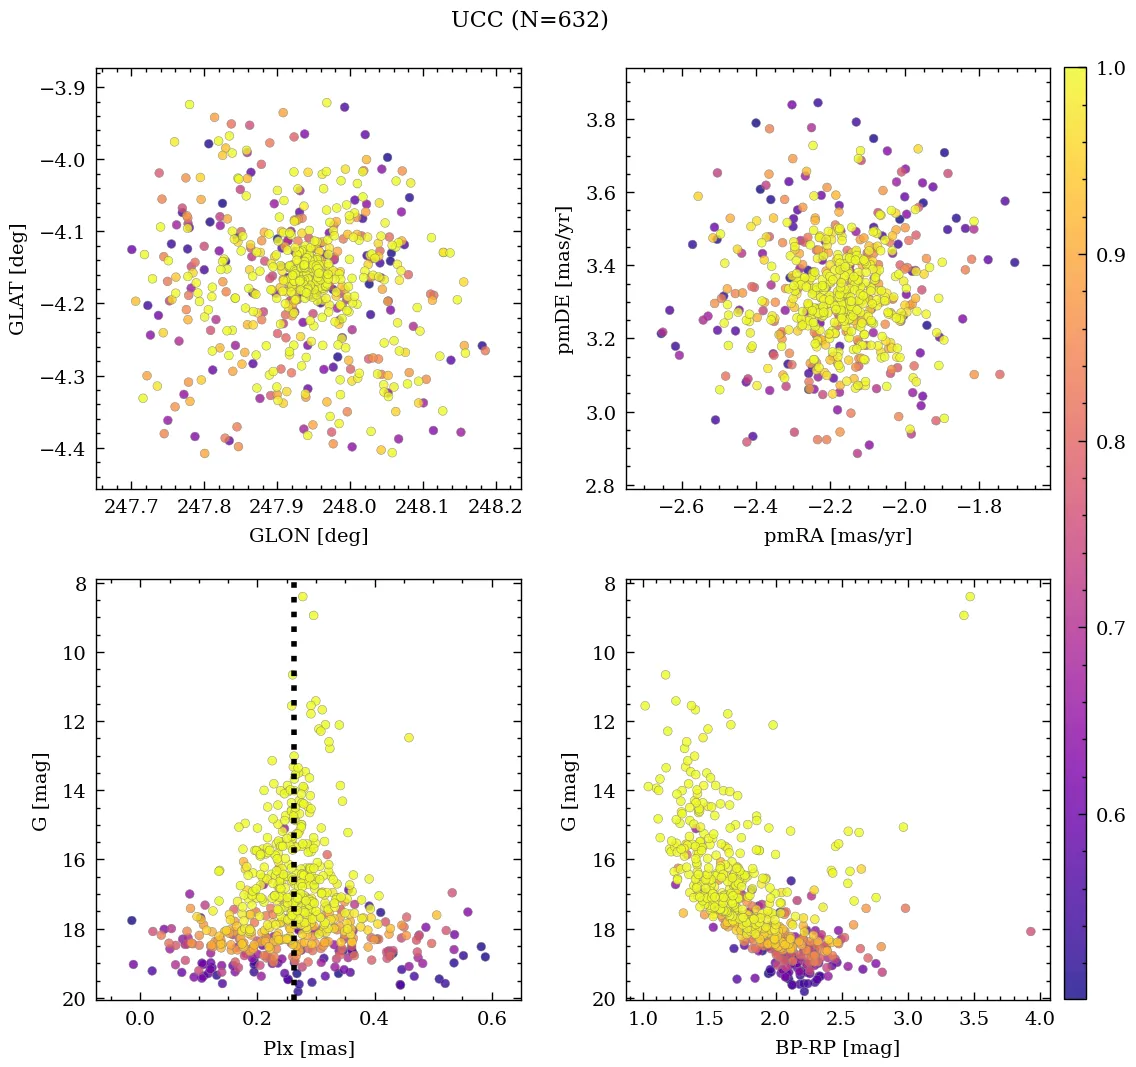 UCC (N=632)
−3.9
−4.0
−4.1
−4.2
−4.3
−4.4
GLAT [deg]
247.7 247.8 247.9 248.0 248.1 248.2
GLON [deg]
3.8
3.6
3.4
3.2
3.0
2.8
pmDE [mas/yr]
−2.6 −2.4 −2.2 −2.0 −1.8
pmRA [mas/yr]
1.0
0.9
0.8
0.7
0.6
8
10
12
14
16
18
20
G [mag]
0.0 0.2 0.4 0.6
Plx [mas]
8
10
12
14
16
18
20
G [mag]
1.0 1.5 2.0 2.5 3.0 3.5 4.0
BP-RP [mag]